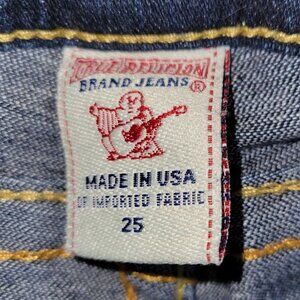 TRUE RELIGION
BRAND JEANS®
MADE IN USA
OF IMPORTED FABRIC
25